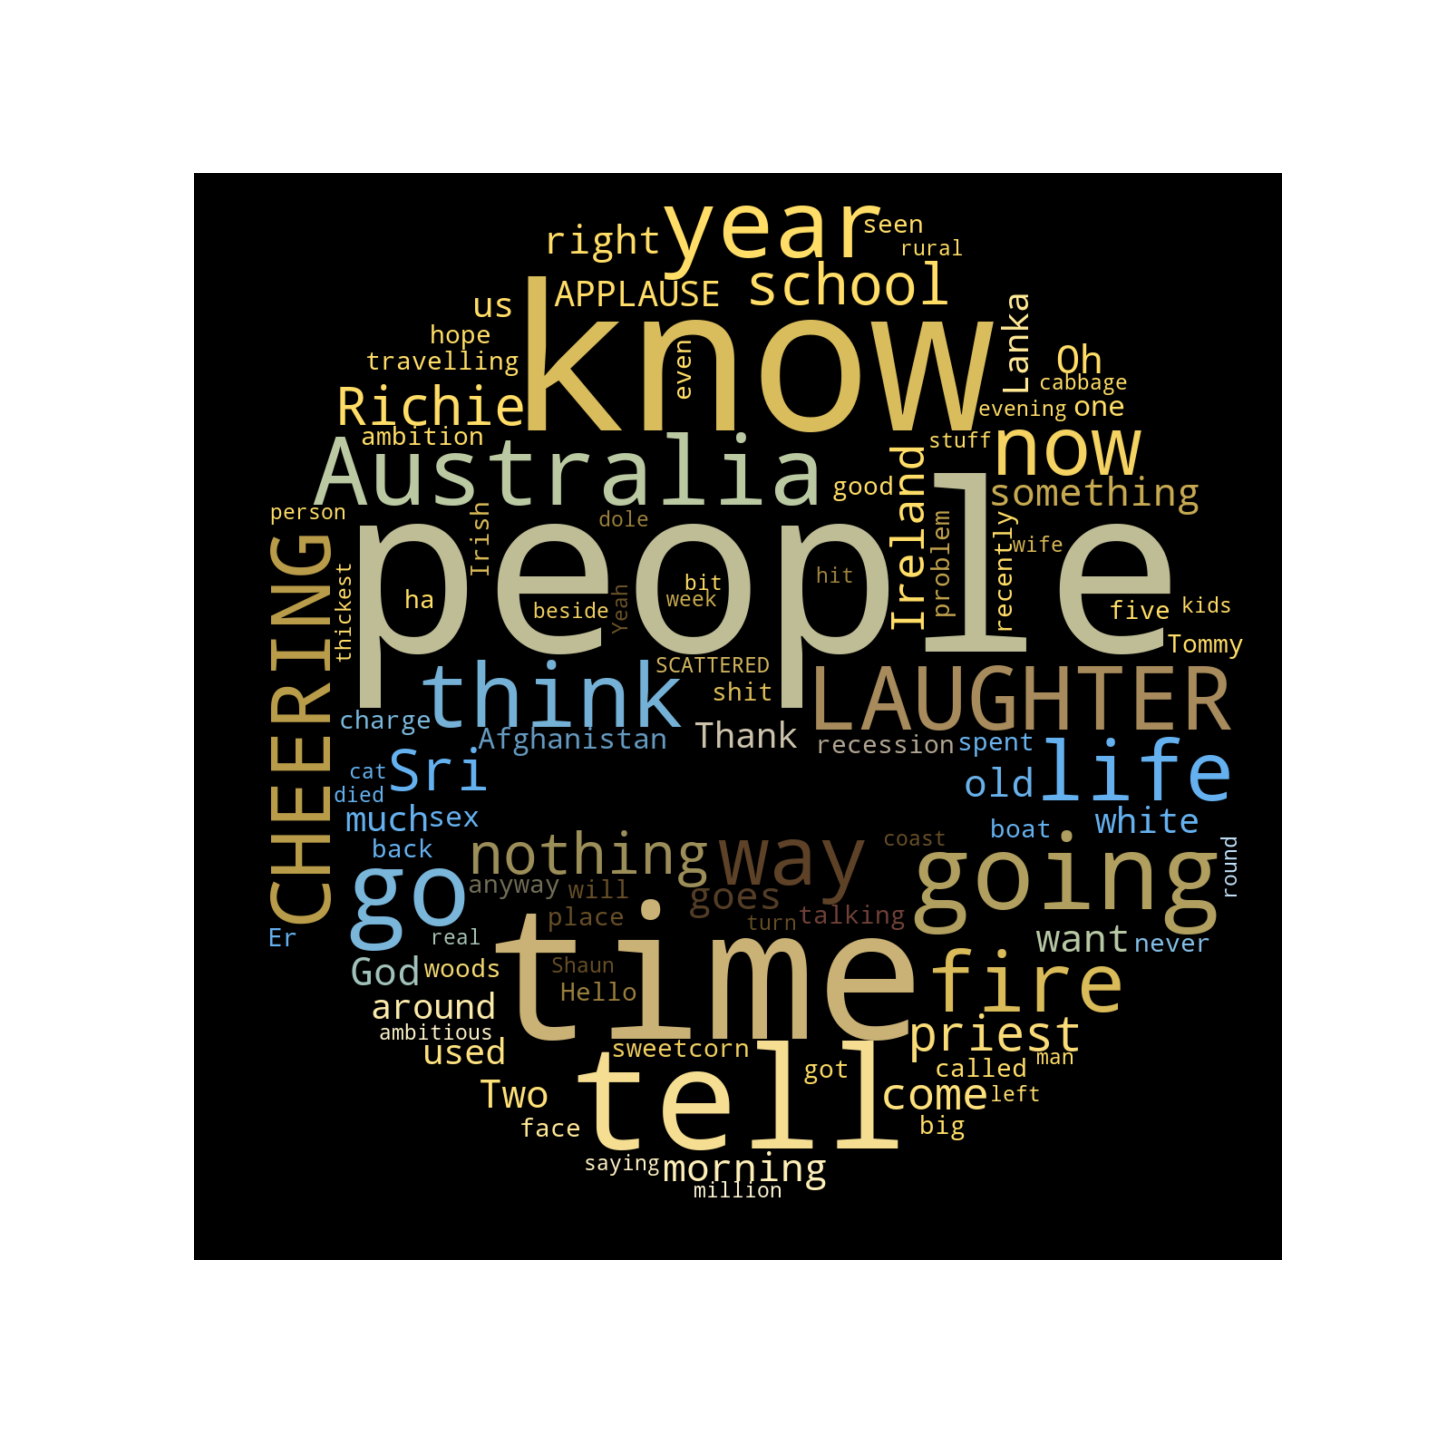 year
seen
right
rural
school
APPLAUSE
us
know
Lanka
hope
even
travelling
Oh
cabbage
Richie
evening
one
ambition
stuff
now
Australia
Ireland
good
something
person
Irish
dole
people
problem
recently
wife
CHEERING
thickest
ha
beside
Yeah
bit
week
hit
five
kids
Tommy
think
SCATTERED
shit
LAUGHTER
charge
Afghanistan
Thank
recession
spent
life
Sri
cat
old
died
much
sex
boat
white
back
nothing
way
coast
going
round
go
anyway
will
goes
place
turn
talking
Er
real
time
want
never
God
woods
Shaun
Hello
fire
around
ambitious
used
sweetcorn
priest
man
tell
got
called
Two
come
left
face
big
saying
morning
million